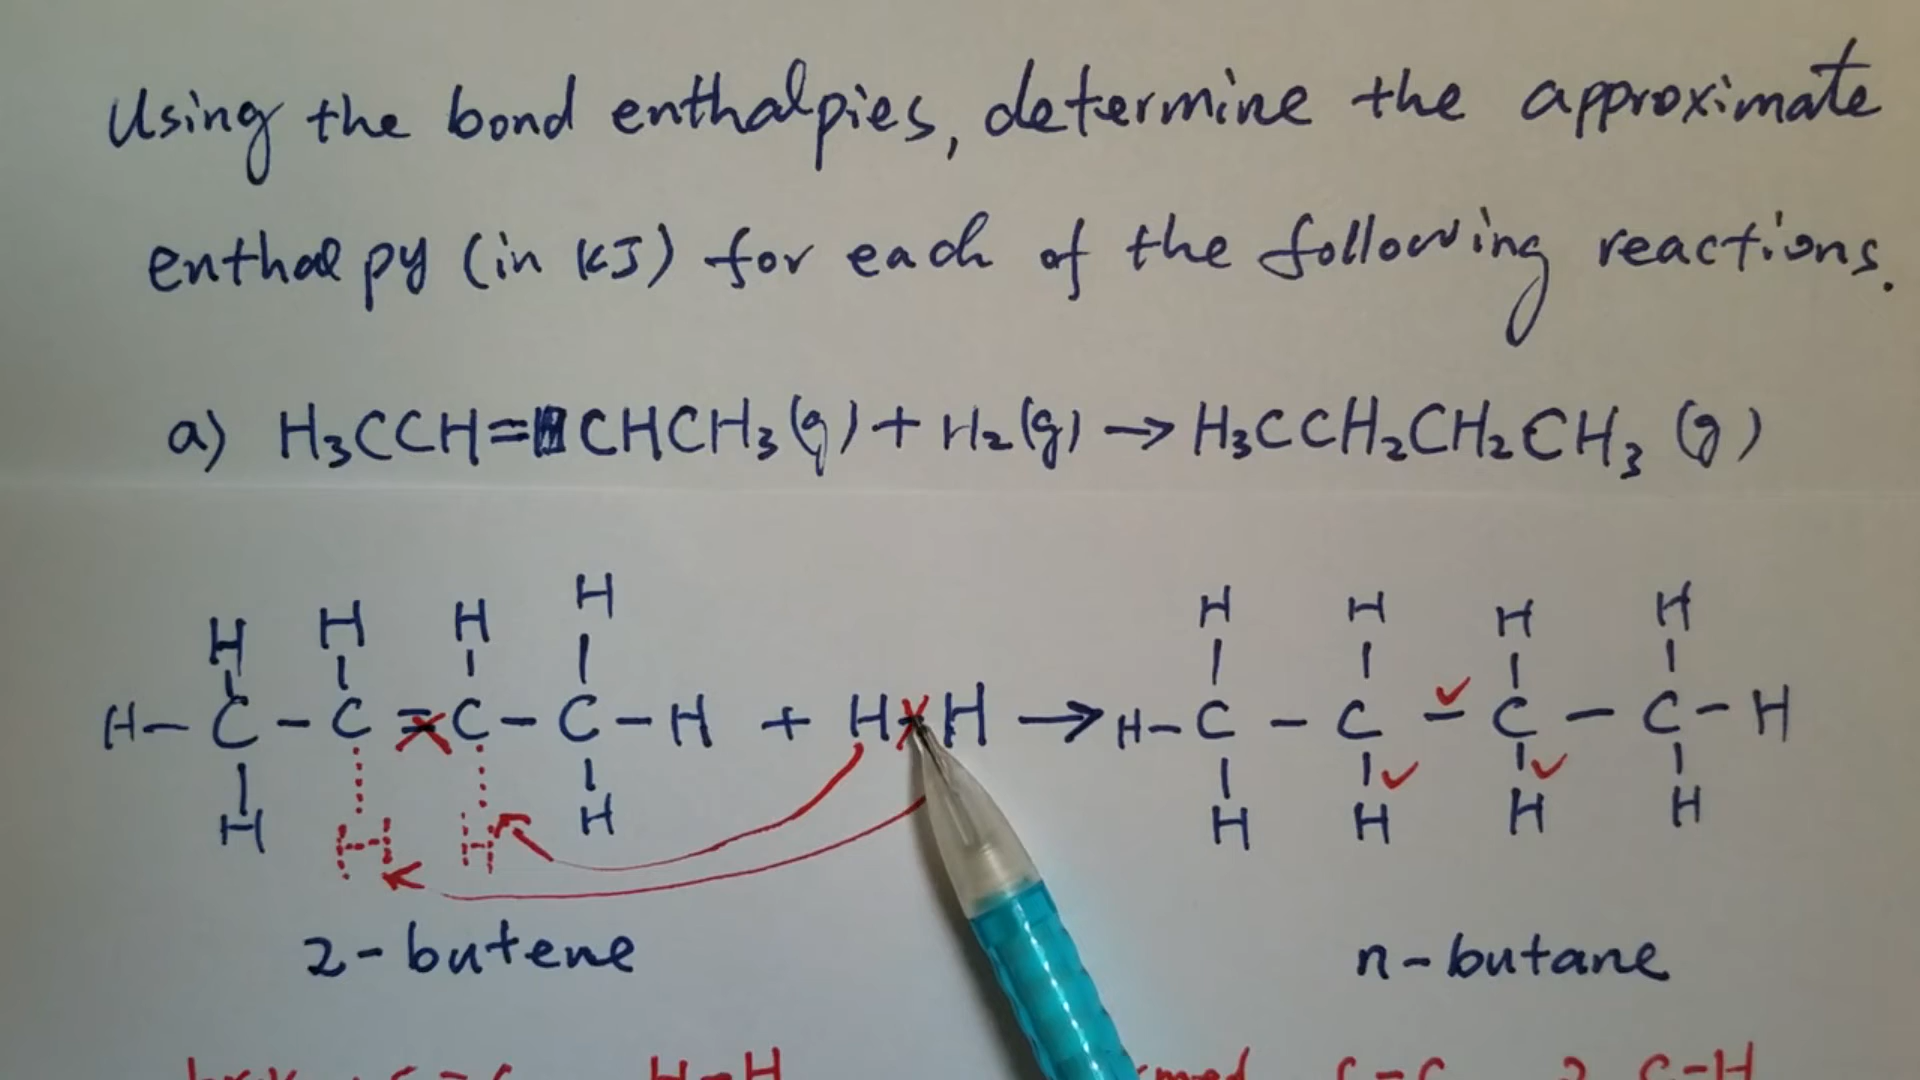 Using the bond enthalpies, determine the approximate
enthalpy (in KJ) for each of the following reactions.
a) H₃CCH=CHCH₃(g) + H₂(g) → H₃CCH₂CH₂CH₃(g)
H H H H H H H H
H-C-C=C-C-H + H-H → H-C-C-C-C-H
H H H H H H H H
2-butene n-butane
C=C H-H C-C 2 C-H